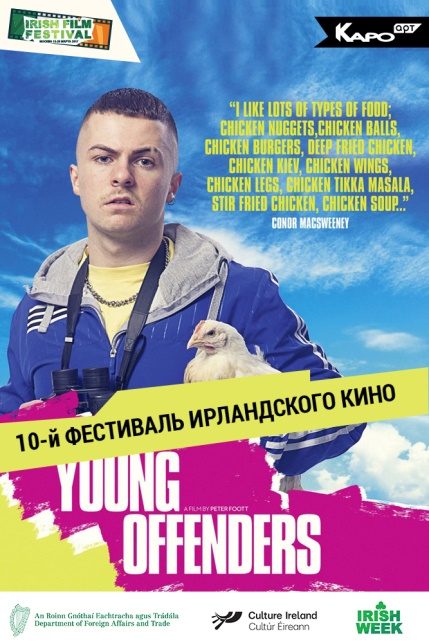 IRISH FILM
FESTIVAL
КАРО АРТ
“I LIKE LOTS OF TYPES OF FOOD;
CHICKEN NUGGETS,CHICKEN BALLS,
CHICKEN BURGERS, DEEP FRIED CHICKEN,
CHICKEN KIEV, CHICKEN WINGS,
CHICKEN LEGS, CHICKEN TIKKA MASALA,
STIR FRIED CHICKEN, CHICKEN SOUP...”
CONOR MACSWEENEY
10-й ФЕСТИВАЛЬ ИРЛАНДСКОГО КИНО
YOUNG
A FILM BY PETER FOOTT
OFFENDERS
An Roinn Gnóthaí Eachtracha agus Trádála
Department of Foreign Affairs and Trade
Culture Ireland
Cultúr Éireann
IRISH
WEEK